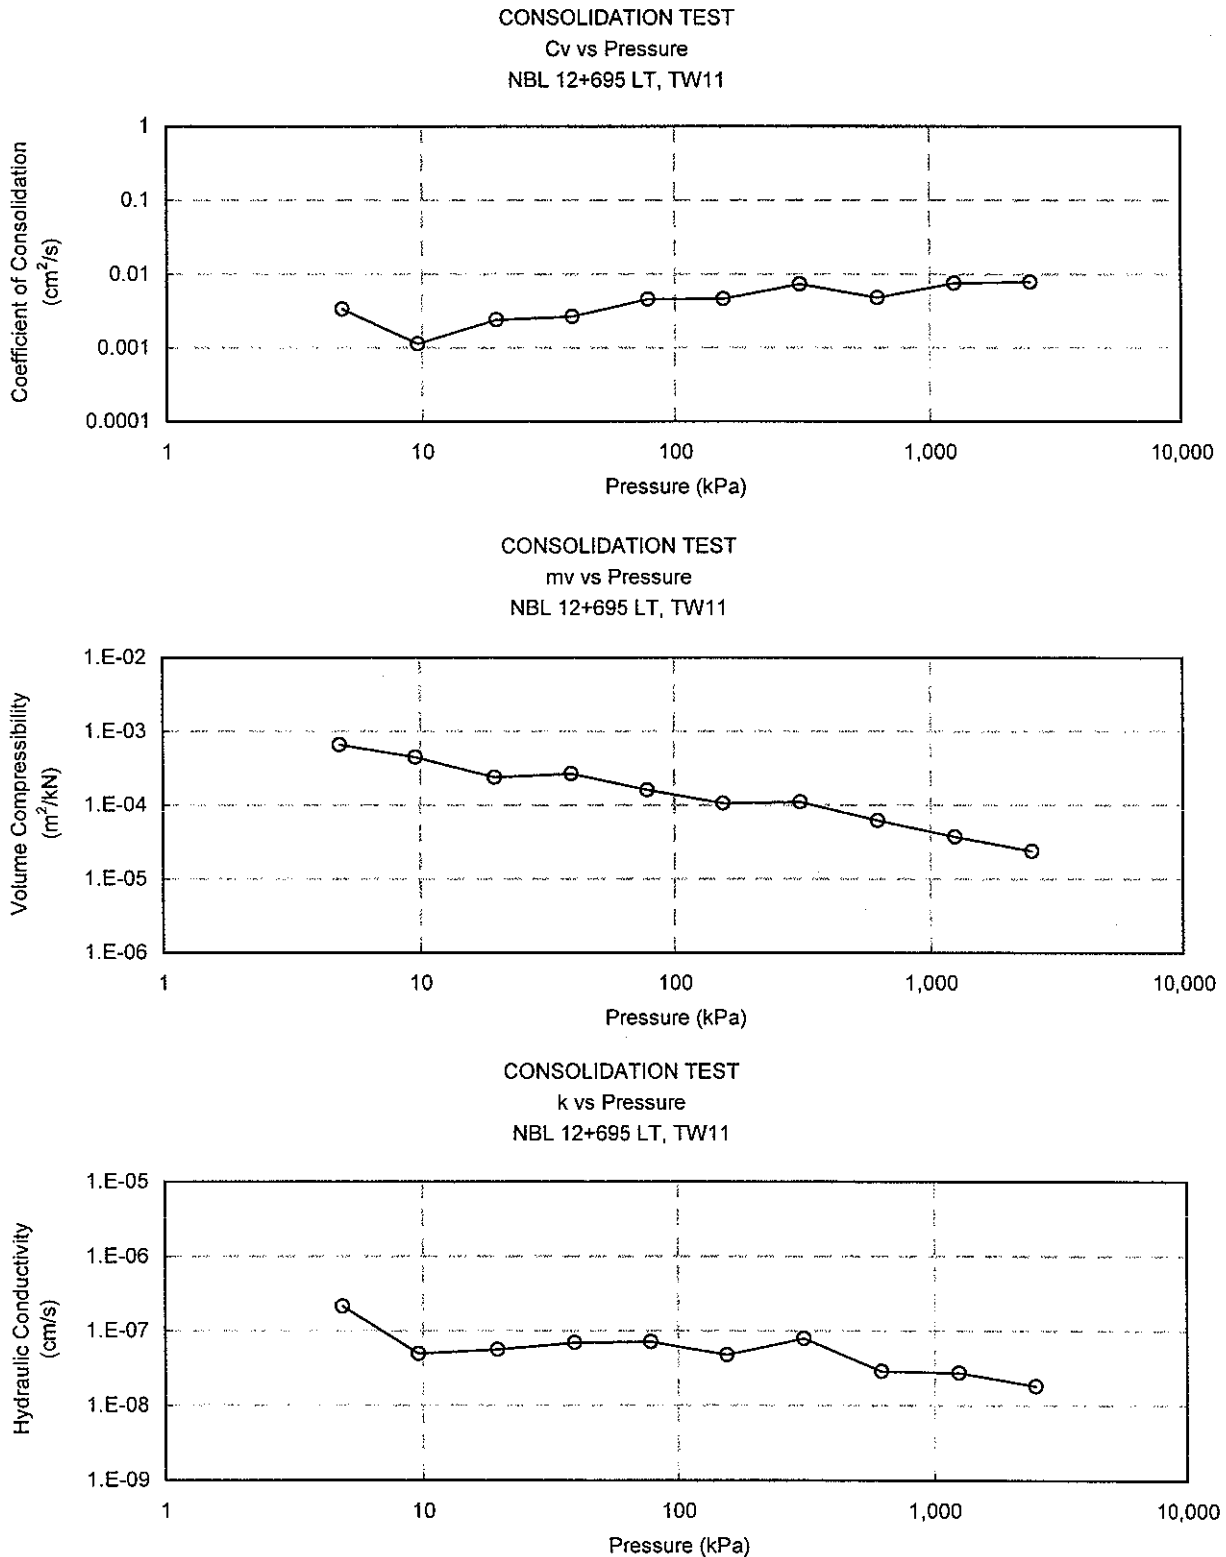 CONSOLIDATION TEST
Cv vs Pressure
NBL 12+695 LT, TW11
Coefficient of Consolidation
(cm²/s)
1
0.1
0.01
0.001
0.0001
1
10
100
1,000
10,000
Pressure (kPa)
CONSOLIDATION TEST
mv vs Pressure
NBL 12+695 LT, TW11
Volume Compressibility
(m²/kN)
1.E-02
1.E-03
1.E-04
1.E-05
1.E-06
1
10
100
1,000
10,000
Pressure (kPa)
CONSOLIDATION TEST
k vs Pressure
NBL 12+695 LT, TW11
Hydraulic Conductivity
(cm/s)
1.E-05
1.E-06
1.E-07
1.E-08
1.E-09
1
10
100
1,000
10,000
Pressure (kPa)